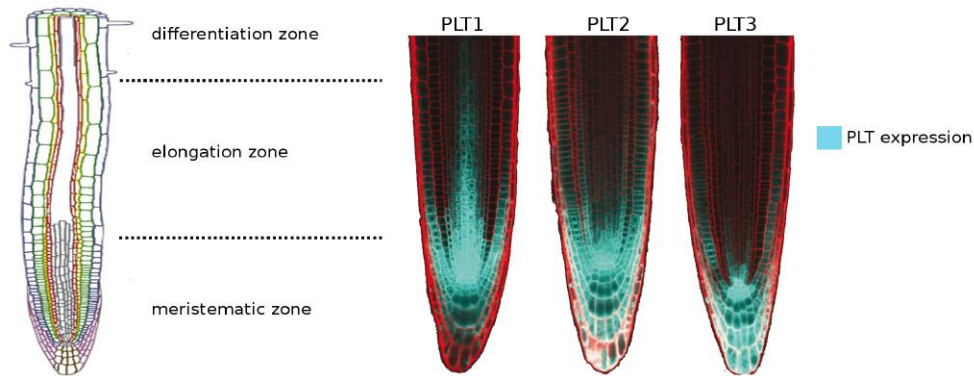 differentiation zone
elongation zone
meristematic zone
PLT1
PLT2
PLT3
PLT expression